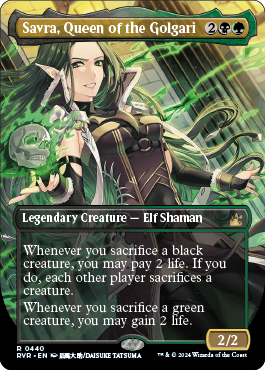 Savra, Queen of the Golgari 2
Legendary Creature — Elf Shaman
Whenever you sacrifice a black
creature, you may pay 2 life. If you
do, each other player sacrifices a
creature.
Whenever you sacrifice a green
creature, you may gain 2 life.
2/2
R 0440
RVR • EN DAISUKE TATSUMA
™ & © 2024 Wizards of the Coast